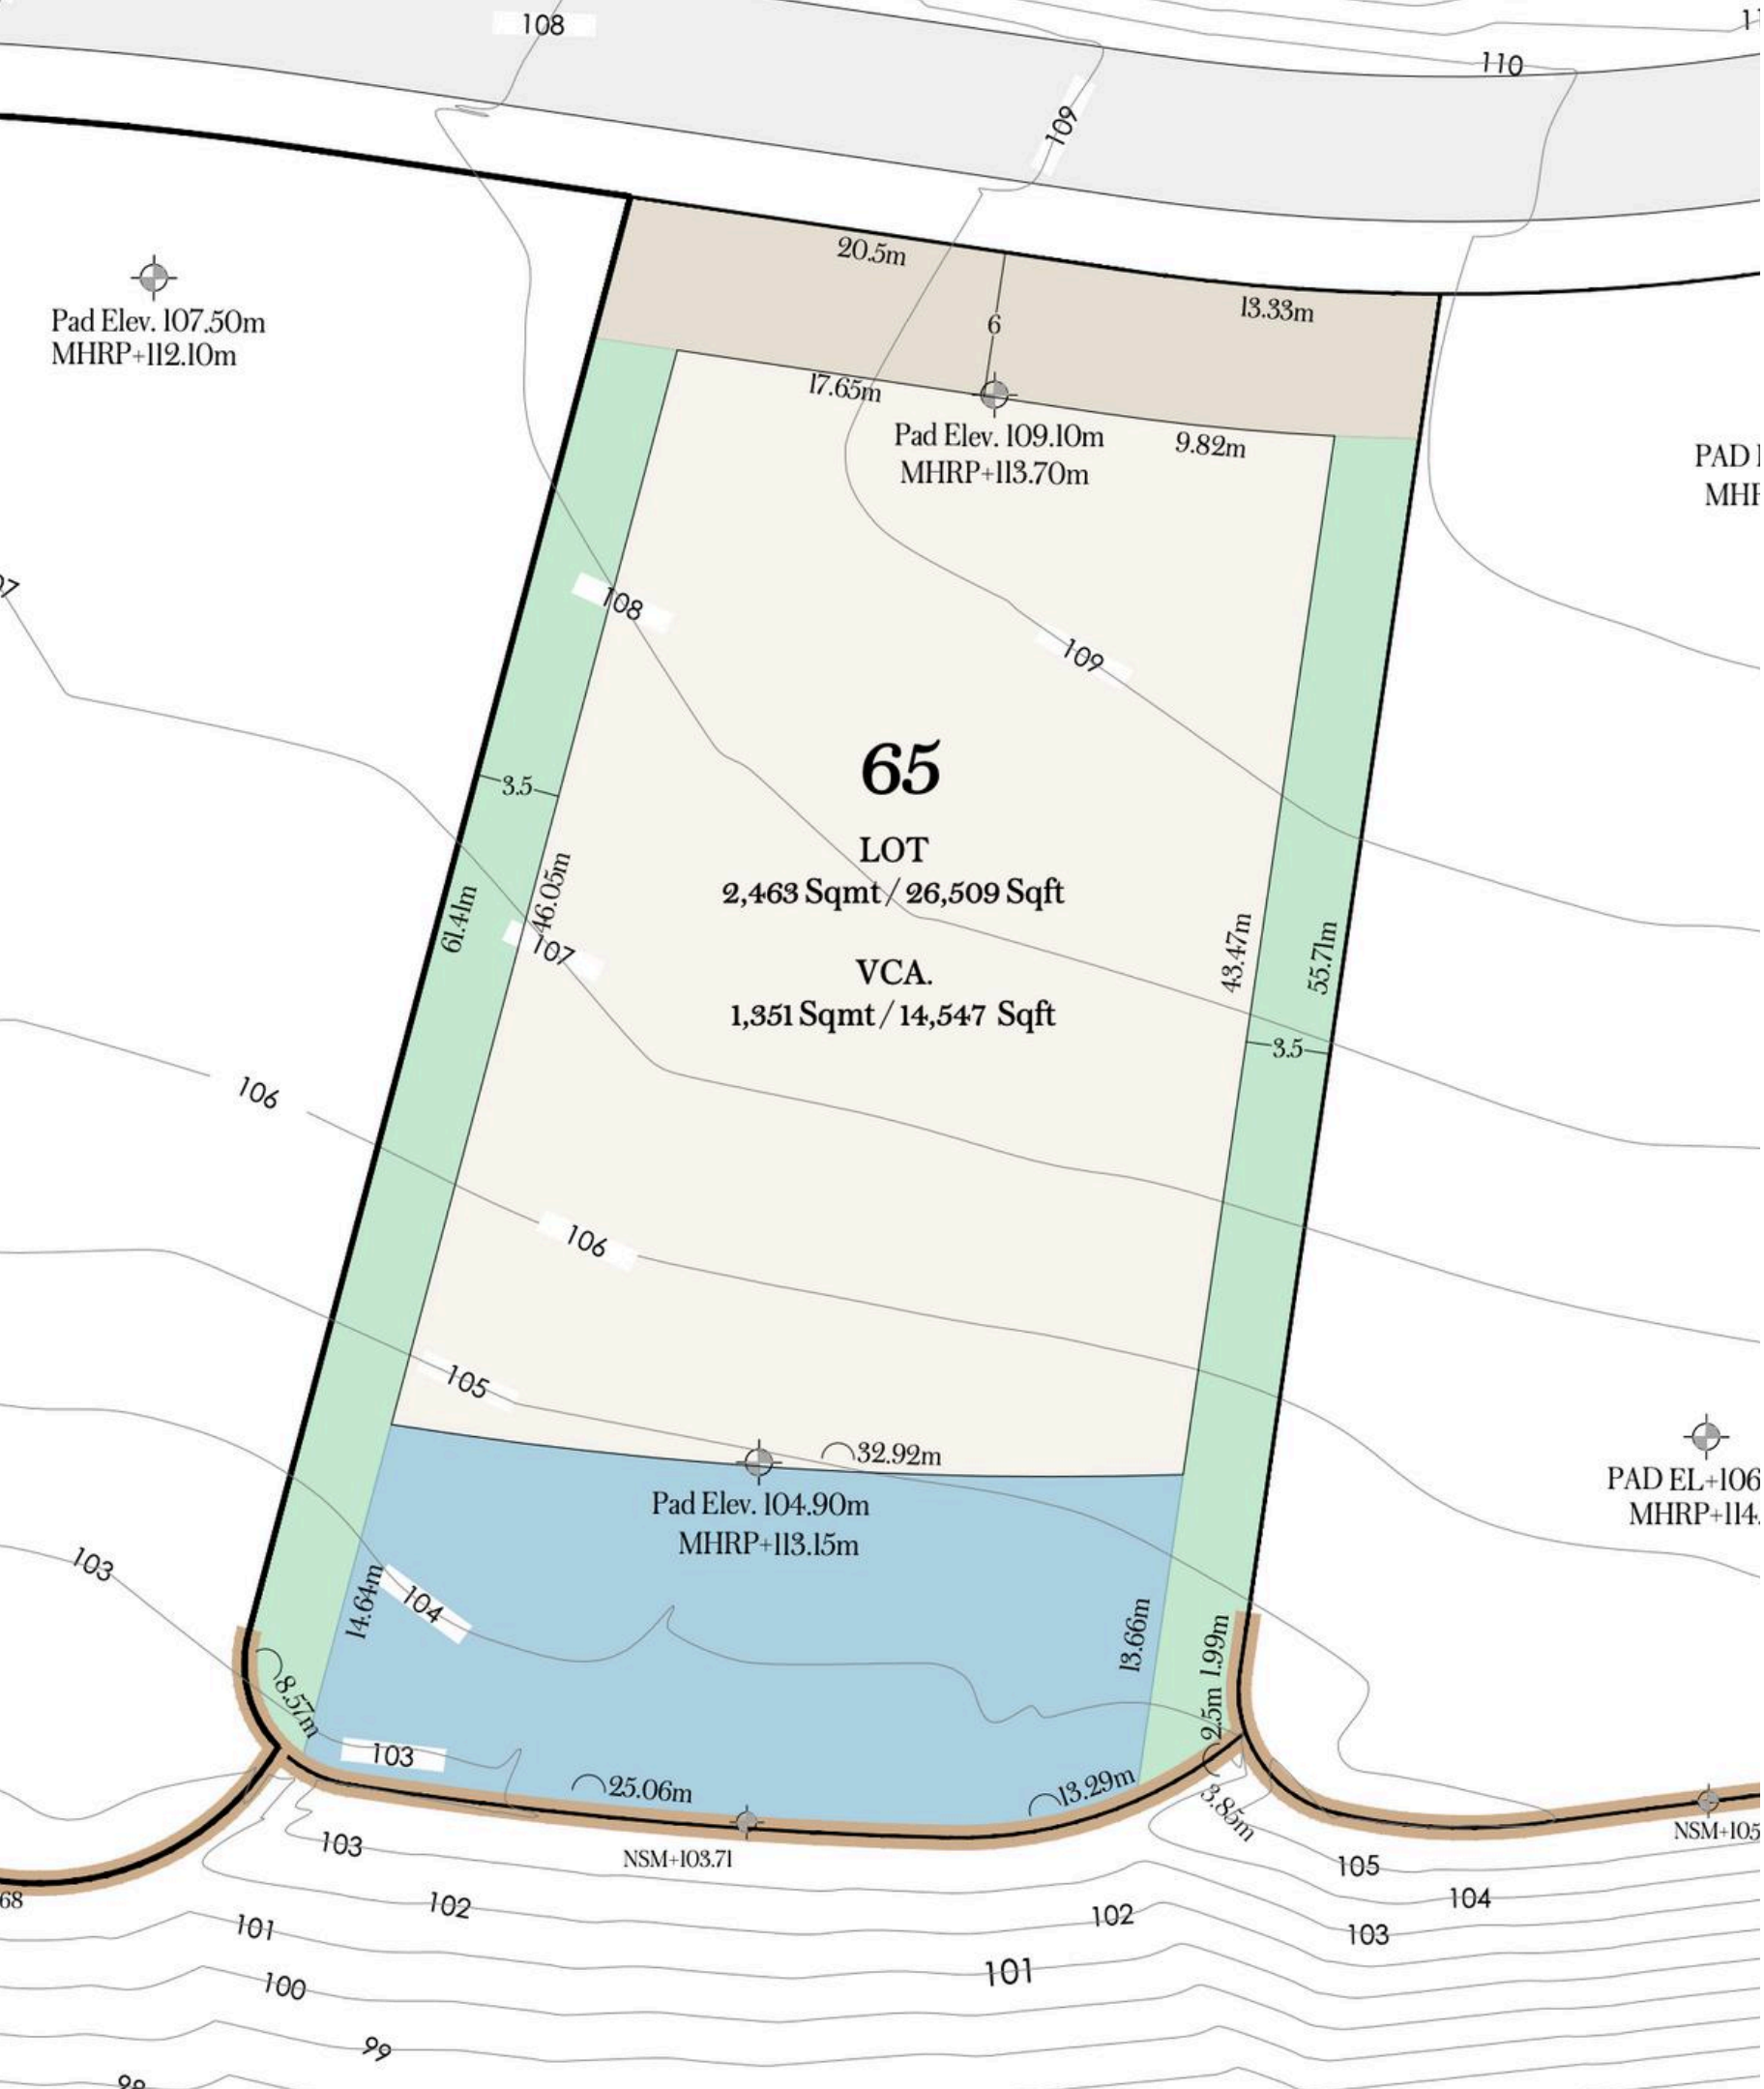 108
110
109
20.5m
13.33m
6
Pad Elev. 107.50m
MHRP+112.10m
17.65m
Pad Elev. 109.10m
MHRP+113.70m
9.82m
PAD
MHR
108
109
65
LOT
2,463 Sqmt/26,509 Sqft
VCA.
1,351 Sqmt/14,547 Sqft
3.5
46.05m
61.41m
107
43.47m
55.71m
3.5
106
106
105
32.92m
Pad Elev. 104.90m
MHRP+113.15m
PAD EL+106
MHRP+114.
103
104
14.64m
13.66m
1.99m
2.5m
8.57m
103
25.06m
13.29m
3.85m
NSM+103.71
NSM+105
103
105
68
102
102
104
101
103
101
100
99